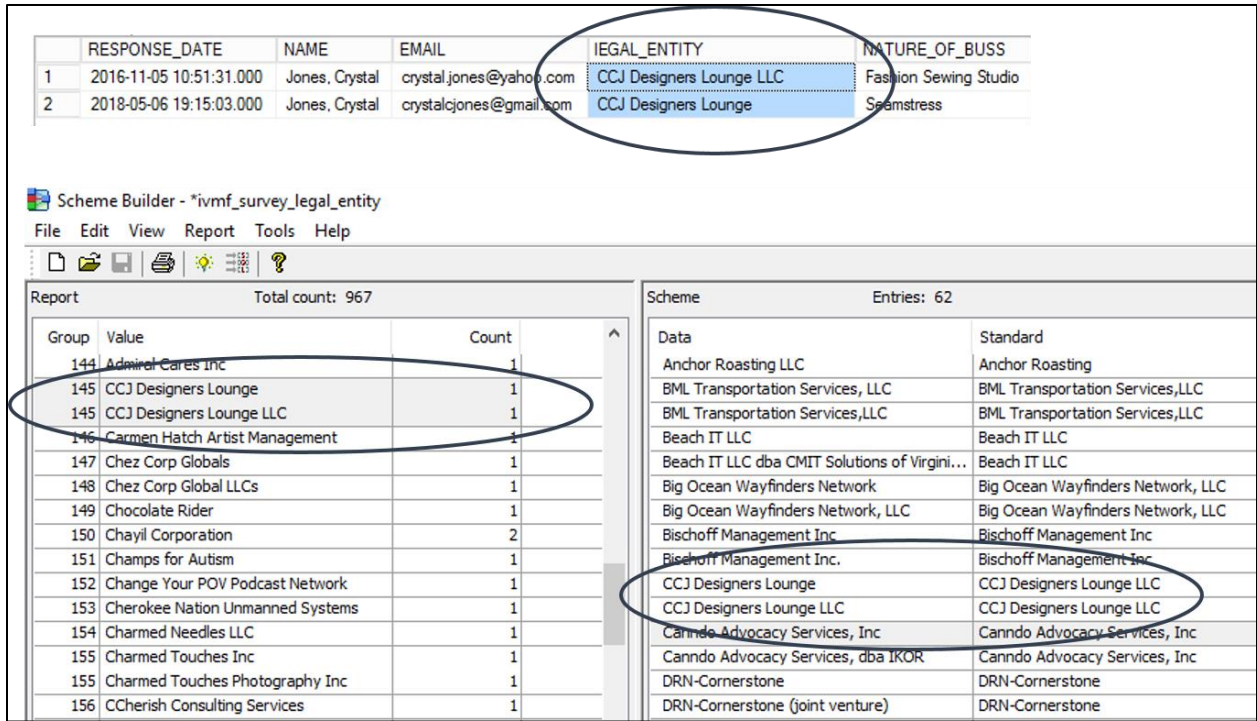 RESPONSE_DATE NAME EMAIL lEGAL_ENTITY NATURE_OF_BUSS
1 2016-11-05 10:51:31.000 Jones, Crystal crystal.jones@yahoo.com CCJ Designers Lounge LLC Fashion Sewing Studio
2 2018-05-06 19:15:03.000 Jones, Crystal crystalcjones@gmail.com CCJ Designers Lounge Seamstress
Scheme Builder - *ivmf_survey_legal_entity
File Edit View Report Tools Help
Report Total count: 967 Scheme Entries: 62
Group Value Count Data Standard
144 Admiral Cares Inc 1 Anchor Roasting LLC Anchor Roasting
145 CCJ Designers Lounge 1 BML Transportation Services, LLC BML Transportation Services,LLC
145 CCJ Designers Lounge LLC 1 BML Transportation Services,LLC BML Transportation Services,LLC
146 Carmen Hatch Artist Management 1 Beach IT LLC Beach IT LLC
147 Chez Corp Globals 1 Beach IT LLC dba CMIT Solutions of Virgini... Beach IT LLC
148 Chez Corp Global LLCs 1 Big Ocean Wayfinders Network Big Ocean Wayfinders Network, LLC
149 Chocolate Rider 1 Big Ocean Wayfinders Network, LLC Big Ocean Wayfinders Network, LLC
150 Chayil Corporation 2 Bischoff Management Inc Bischoff Management Inc
151 Champs for Autism 1 Bischoff Management Inc. Bischoff Management Inc
152 Change Your POV Podcast Network 1 CCJ Designers Lounge CCJ Designers Lounge LLC
153 Cherokee Nation Unmanned Systems 1 CCJ Designers Lounge LLC CCJ Designers Lounge LLC
154 Charmed Needles LLC 1 Canndo Advocacy Services, Inc Canndo Advocacy Services, Inc
155 Charmed Touches Inc 1 Canndo Advocacy Services, dba IKOR Canndo Advocacy Services, Inc
155 Charmed Touches Photography Inc 1 DRN-Cornerstone DRN-Cornerstone
156 CCherish Consulting Services 1 DRN-Cornerstone (joint venture) DRN-Cornerstone